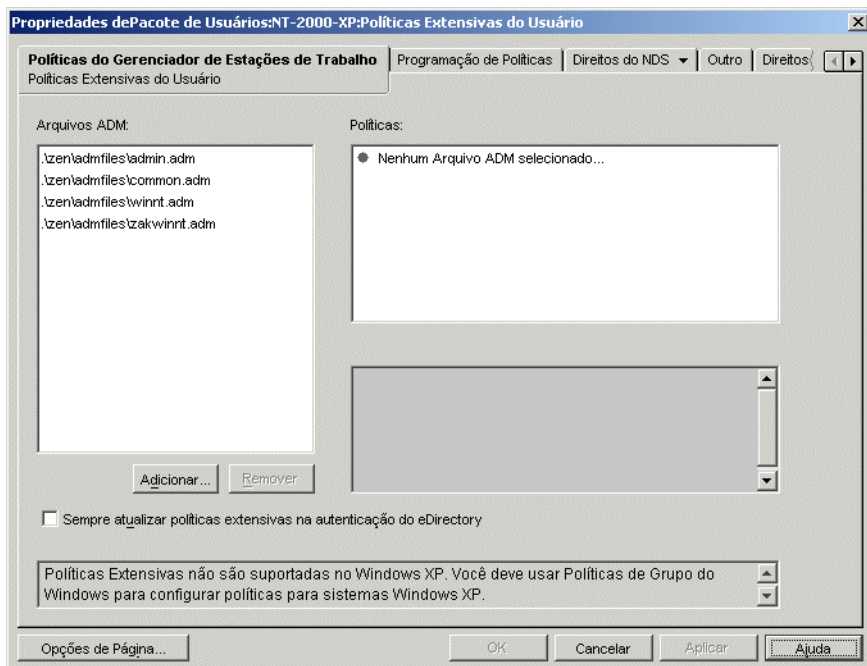 Propriedades dePacote de Usuários:NT-2000-XP:Políticas Extensivas do Usuário
Políticas do Gerenciador de Estações de Trabalho
Programação de Políticas
Direitos do NDS
Outro
Direitos
Políticas Extensivas do Usuário
Arquivos ADM:
.\zen\admfiles\admin.adm
.\zen\admfiles\common.adm
.\zen\admfiles\winnt.adm
.\zen\admfiles\zakwinnt.adm
Políticas:
Nenhum Arquivo ADM selecionado...
Adicionar...
Remover
Sempre atualizar políticas extensivas na autenticação do eDirectory
Políticas Extensivas não são suportadas no Windows XP. Você deve usar Políticas de Grupo do
Windows para configurar políticas para sistemas Windows XP.
Opções de Página...
OK
Cancelar
Aplicar
Ajuda